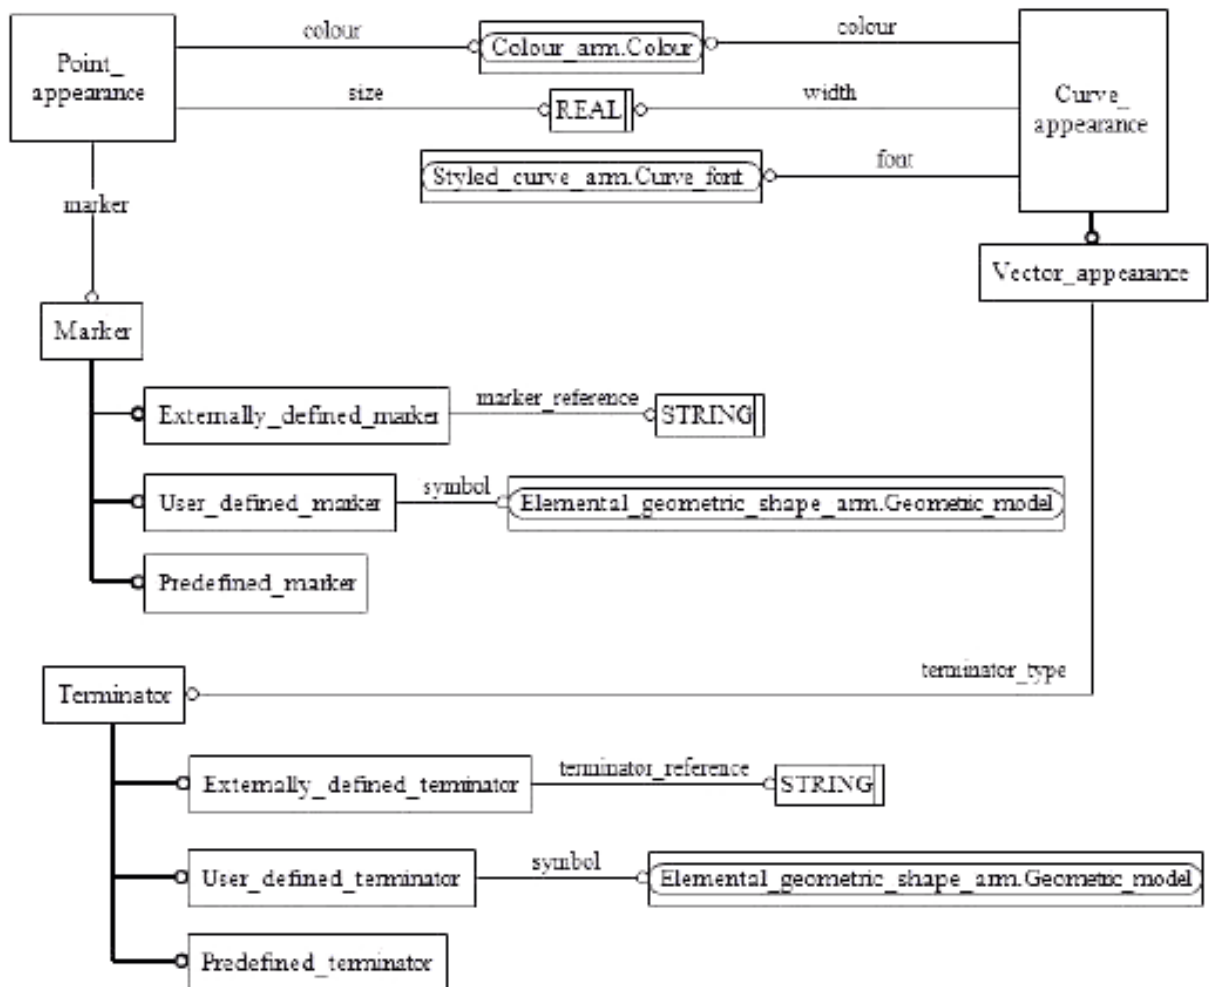 colour
colour
Point_
appearance
Colour_arm.Colour
size
REAL
width
Curve_
appearance
font
Styled_curve_arm.Curve_font
marker
Vector_appearance
Marker
marker_reference
Externally_defined_marker
STRING
symbol
User_defined_marker
Elemental_geometric_shape_arm.Geometric_model
Predefined_marker
terminator_type
Terminator
terminator_reference
Externally_defined_terminator
STRING
symbol
User_defined_terminator
Elemental_geometric_shape_arm.Geometric_model
Predefined_terminator